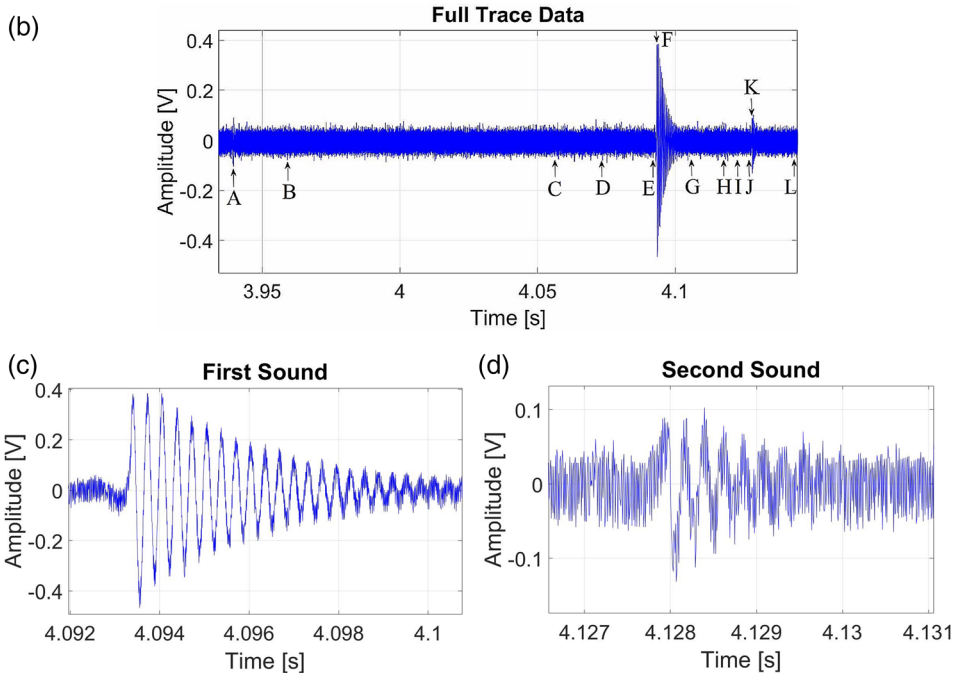 (b)
Full Trace Data
Amplitude [V]
0.4
0.2
0
-0.2
-0.4
F
K
A
B
C
D
E
G
H
I
J
L
3.95
4
4.05
4.1
Time [s]
(c)
First Sound
Amplitude [V]
0.4
0.2
0
-0.2
-0.4
4.092
4.094
4.096
4.098
4.1
Time [s]
(d)
Second Sound
Amplitude [V]
0.1
0
-0.1
4.127
4.128
4.129
4.13
4.131
Time [s]